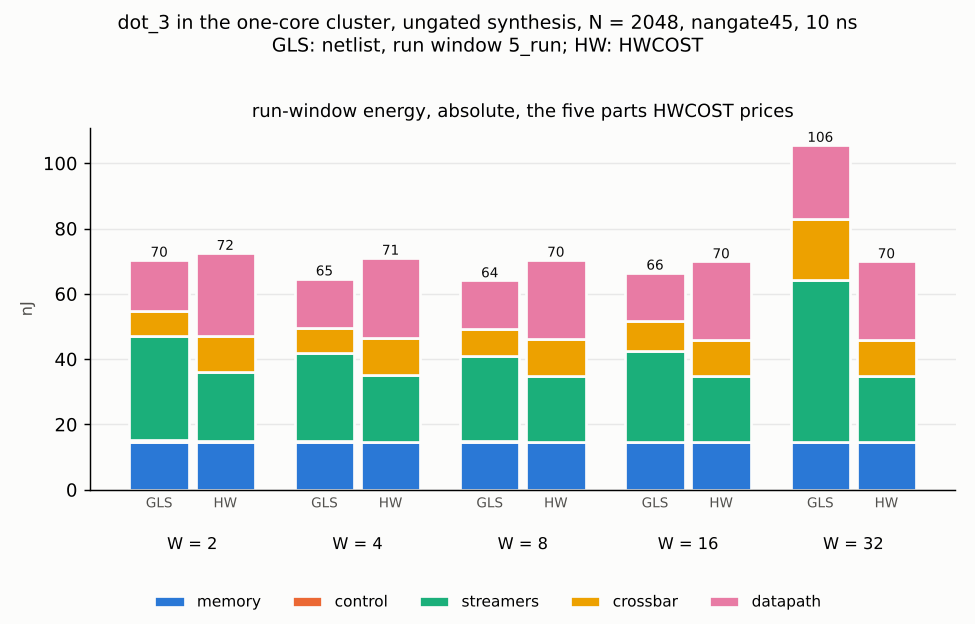 dot_3 in the one-core cluster, ungated synthesis, N = 2048, nangate45, 10 ns
GLS: netlist, run window 5_run; HW: HWCOST
run-window energy, absolute, the five parts HWCOST prices
nJ
100
80
60
40
20
0
70
72
65
71
64
70
66
70
106
70
GLS HW GLS HW GLS HW GLS HW GLS HW
W = 2 W = 4 W = 8 W = 16 W = 32
memory control streamers crossbar datapath